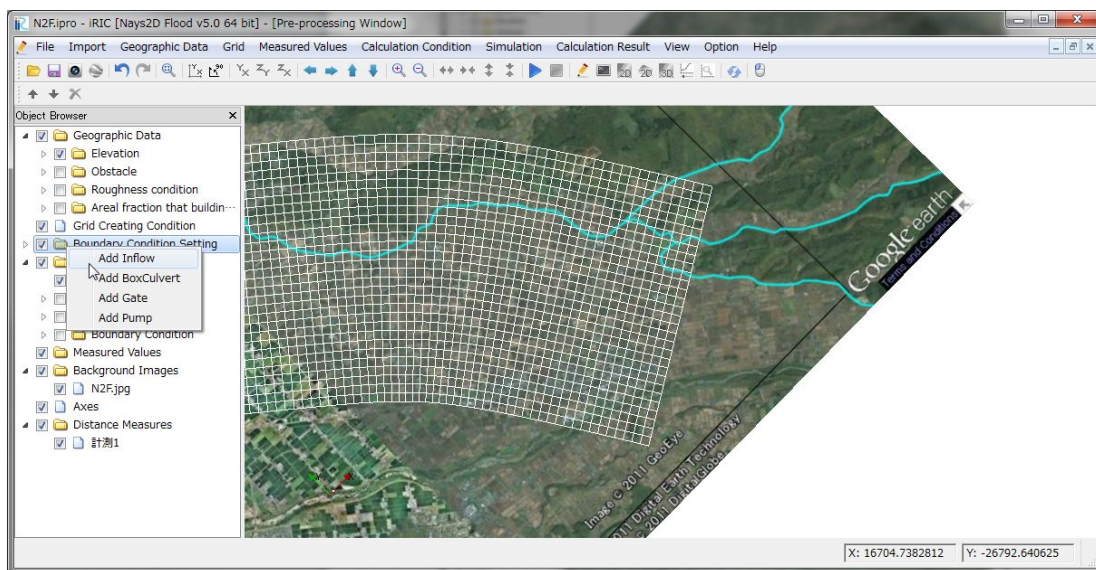 N2F.ipro - iRIC [Nays2D Flood v5.0 64 bit] - [Pre-processing Window]
File Import Geographic Data Grid Measured Values Calculation Condition Simulation Calculation Result View Option Help
Object Browser
Geographic Data
Elevation
Obstacle
Roughness condition
Areal fraction that buildin...
Grid Creating Condition
Boundary Condition Setting
Add Inflow
Add BoxCulvert
Add Gate
Add Pump
Boundary Condition
Measured Values
Background Images
N2F.jpg
Axes
Distance Measures
計測1
Google earth
Terms and Conditions
Image © 2011 GeoEye
2011 Digital Earth Technology
© 2011 DigitalGlobe
X: 16704.7382812
Y: -26792.640625